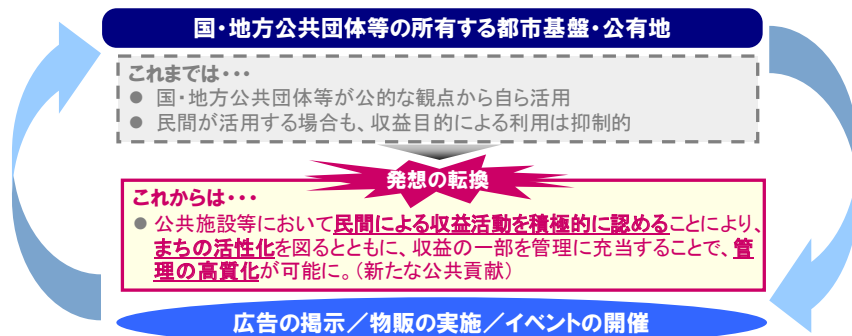 国・地方公共団体等の所有する都市基盤・公有地
これまでは・・・
● 国・地方公共団体等が公的な観点から自ら活用
● 民間が活用する場合も、収益目的による利用は抑制的
発想の転換
これからは・・・
● 公共施設等において民間による収益活動を積極的に認めることにより、
まちの活性化を図るとともに、収益の一部を管理に充当することで、管
理の高質化が可能に。(新たな公共貢献)
広告の掲示／物販の実施／イベントの開催